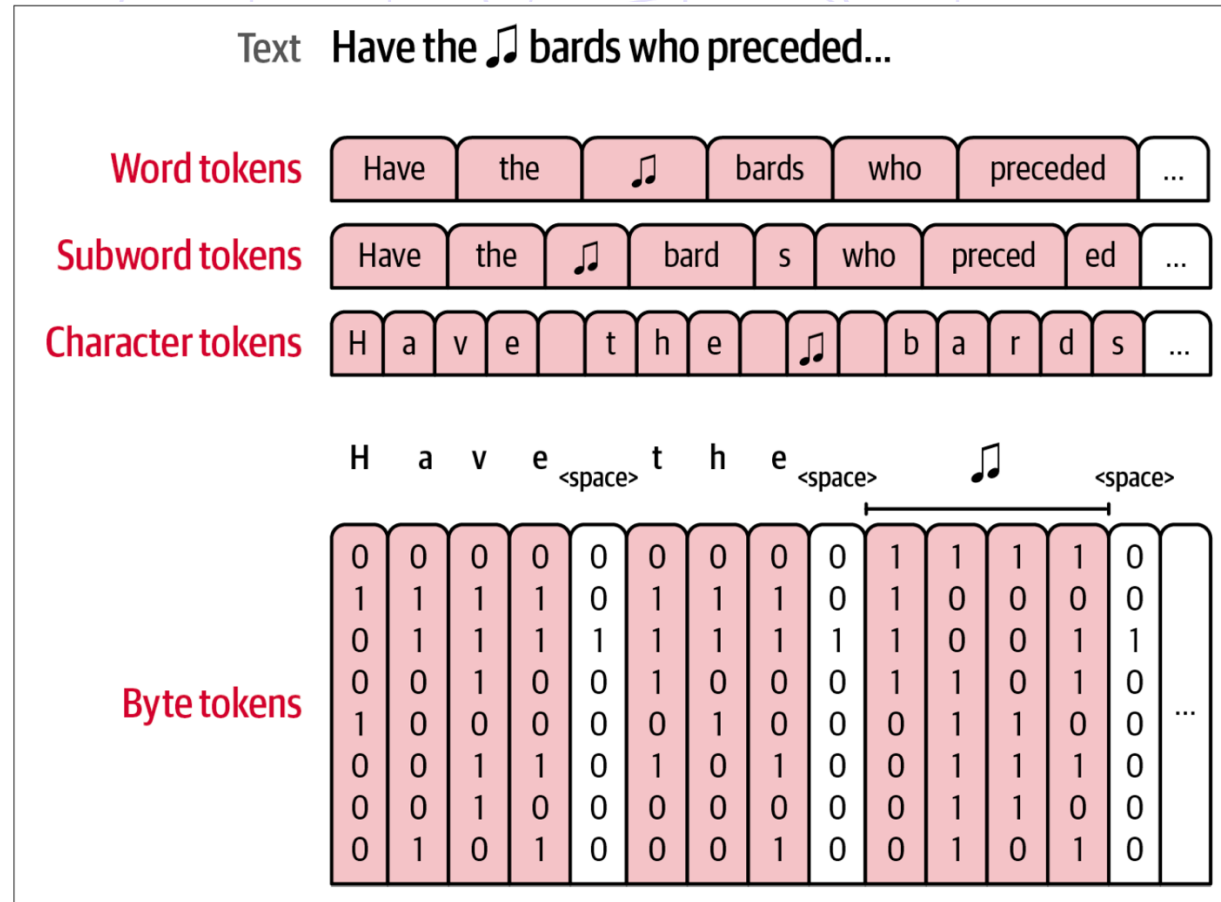 Text Have the ♫ bards who preceded...
Word tokens Have the ♫ bards who preceded ...
Subword tokens Have the ♫ bard s who preced ed ...
Character tokens H a v e t h e ♫ b a r d s ...
H a v e <space> t h e <space> ♫ <space>
0 0 0 0 0 0 0 0 0 1 1 1 1 0
1 1 1 1 0 1 1 1 0 1 0 0 0 0
0 1 1 1 1 1 1 1 1 1 0 0 1 1
0 0 1 0 0 1 0 0 0 1 1 0 1 0
Byte tokens ...
1 0 0 0 0 0 1 0 0 0 1 1 0 0
0 0 1 1 0 1 0 1 0 0 1 1 1 0
0 0 1 0 0 0 0 0 0 0 1 1 0 0
0 1 0 1 0 0 0 1 0 0 1 0 1 0